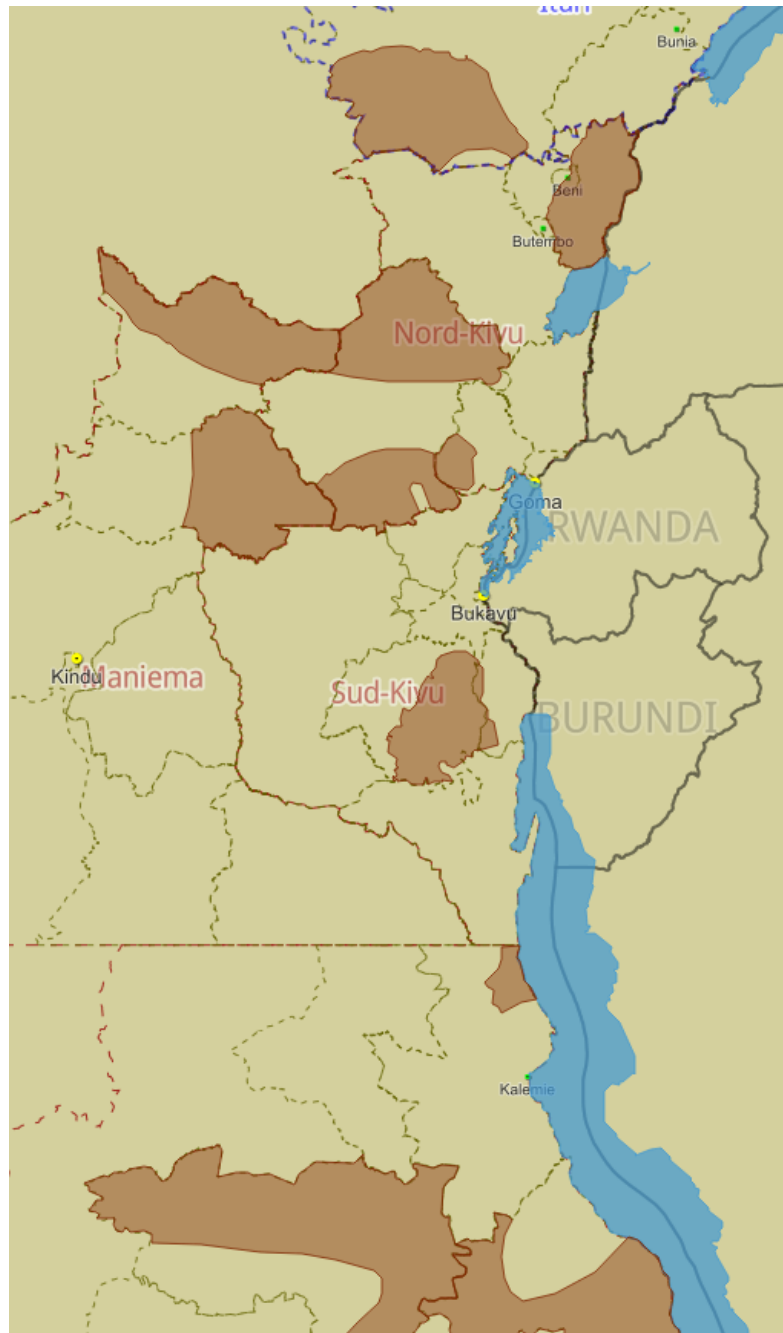 Ituri
Bunia
Beni
Butembo
Nord-Kivu
Goma
RWANDA
Bukavu
Kindu
Maniema
Sud-Kivu
BURUNDI
Kalemie